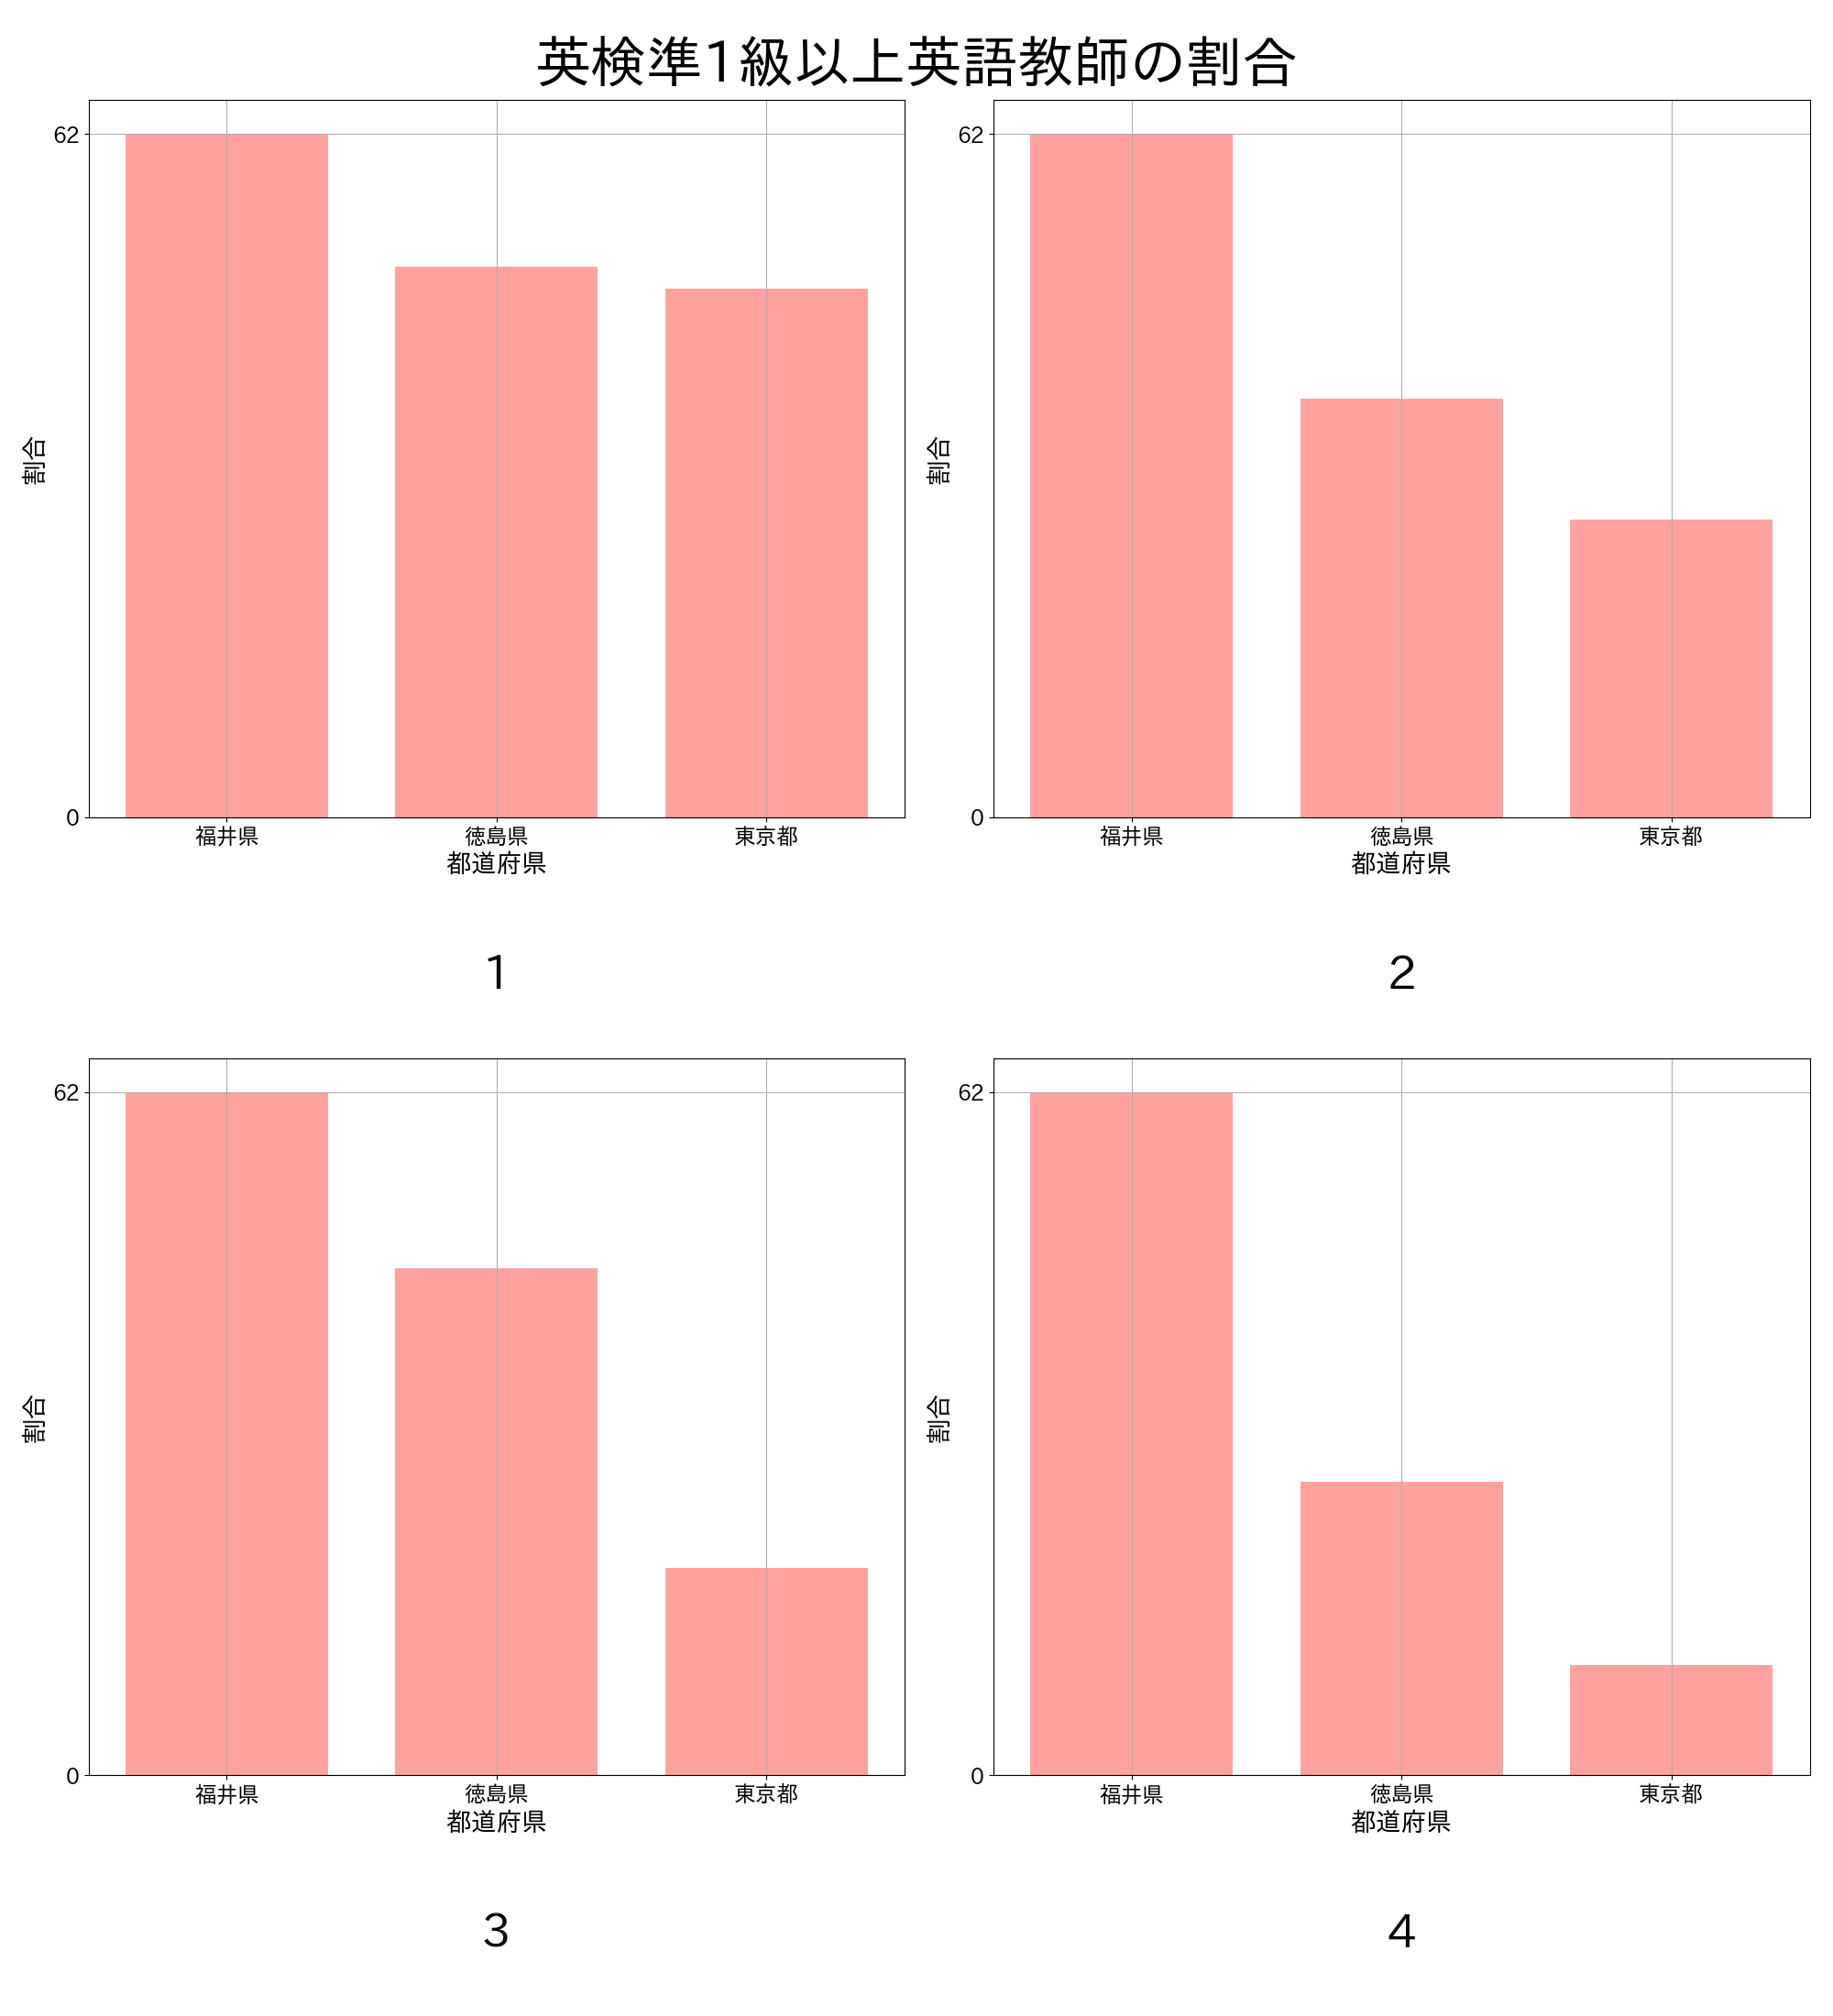 英検準1級以上英語教師の割合
62
割合
0
福井県 徳島県 東京都
都道府県
1
62
割合
0
福井県 徳島県 東京都
都道府県
2
62
割合
0
福井県 徳島県 東京都
都道府県
3
62
割合
0
福井県 徳島県 東京都
都道府県
4